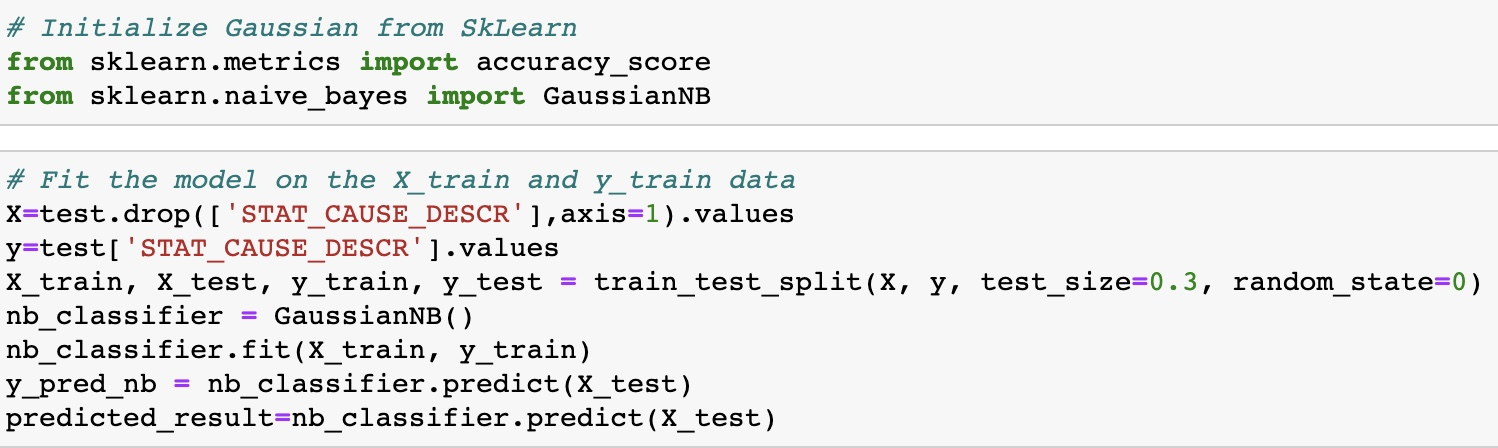 # Initialize Gaussian from SkLearn
from sklearn.metrics import accuracy_score
from sklearn.naive_bayes import GaussianNB
# Fit the model on the X_train and y_train data
X=test.drop(['STAT_CAUSE_DESCR'],axis=1).values
y=test['STAT_CAUSE_DESCR'].values
X_train, X_test, y_train, y_test = train_test_split(X, y, test_size=0.3, random_state=0)
nb_classifier = GaussianNB()
nb_classifier.fit(X_train, y_train)
y_pred_nb = nb_classifier.predict(X_test)
predicted_result=nb_classifier.predict(X_test)